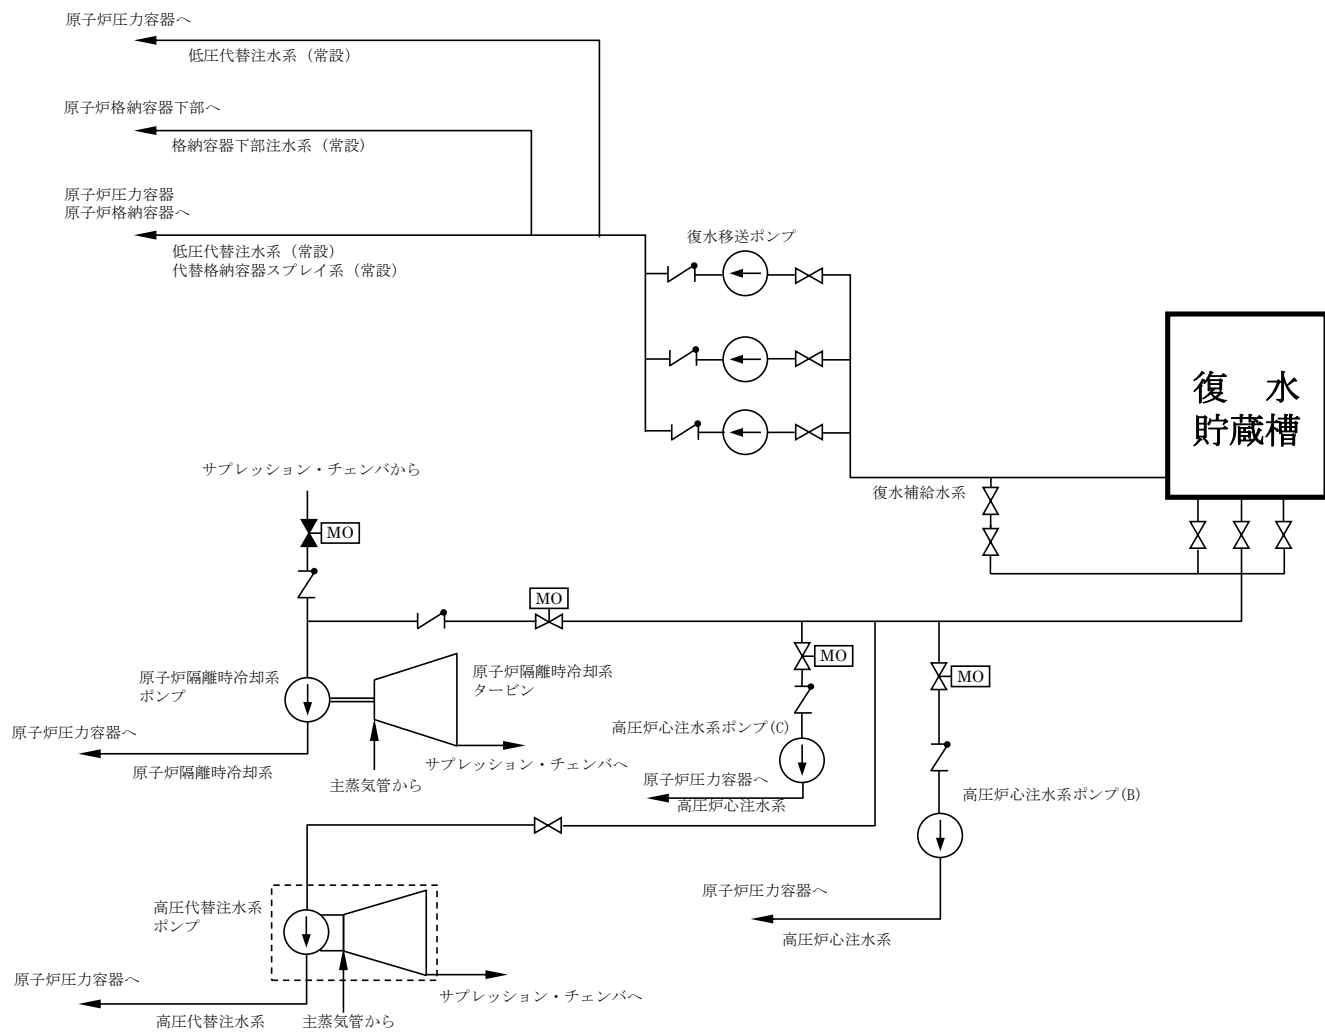 原子炉圧力容器へ
低圧代替注水系(常設)
原子炉格納容器下部へ
格納容器下部注水系(常設)
原子炉圧力容器
原子炉格納容器へ
低圧代替注水系(常設)
代替格納容器スプレイ系(常設)
復水移送ポンプ
復 水
貯蔵槽
復水補給水系
サプレッション・チェンバから
MO
MO
MO
MO
原子炉隔離時冷却系
ポンプ
原子炉隔離時冷却系
タービン
原子炉圧力容器へ
原子炉隔離時冷却系
主蒸気管から
サプレッション・チェンバへ
高圧炉心注水系ポンプ(C)
原子炉圧力容器へ
高圧炉心注水系
高圧炉心注水系ポンプ(B)
原子炉圧力容器へ
高圧炉心注水系
高圧代替注水系
ポンプ
原子炉圧力容器へ
高圧代替注水系
主蒸気管から
サプレッション・チェンバへ